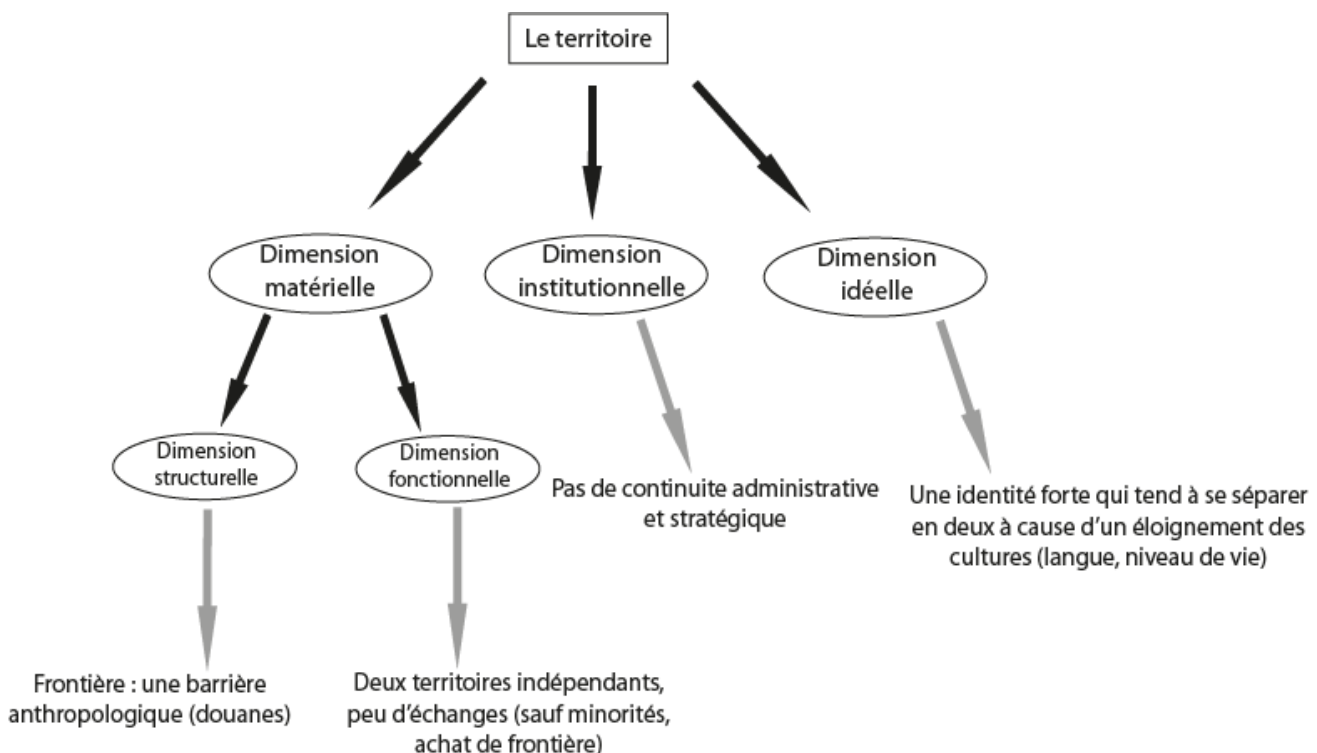 Le territoire
Dimension
matérielle
Dimension
institutionnelle
Dimension
idéelle
Dimension
structurelle
Dimension
fonctionnelle
Pas de continuite administrative
et stratégique
Une identité forte qui tend à se séparer
en deux à cause d'un éloignement des
cultures (langue, niveau de vie)
Frontière : une barrière
anthropologique (douanes)
Deux territoires indépendants,
peu d'échanges (sauf minorités,
achat de frontière)